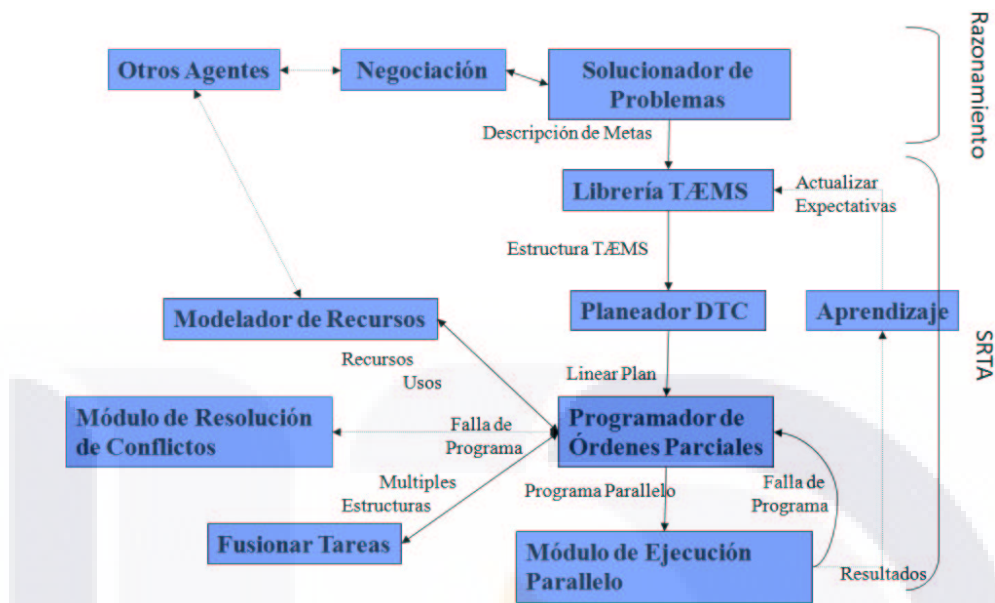 Otros Agentes
Negociación
Solucionador de
Problemas
Razonamiento
Descripción de Metas
Librería TÆMS
Actualizar
Expectativas
Estructura TÆMS
Modelador de Recursos
Planeador DTC
Aprendizaje
SRTA
Recursos
Usos
Linear Plan
Módulo de Resolución
de Conflictos
Falla de
Programa
Programador de
Órdenes Parciales
Multiples
Estructuras
Programa Parallelo
Falla de
Programa
Fusionar Tareas
Módulo de Ejecución
Parallelo
Resultados